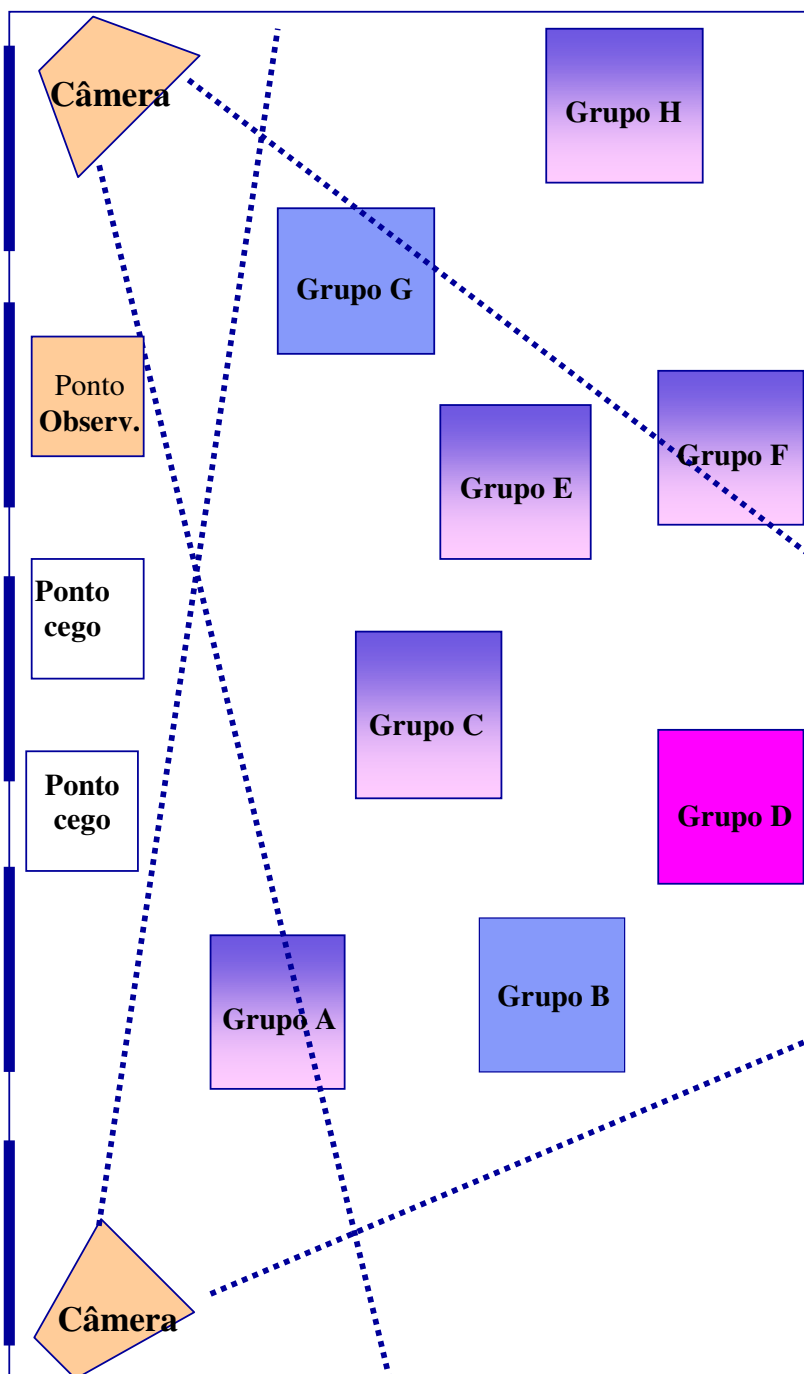 Câmera
Grupo H
Grupo G
Ponto
Observ.
Grupo E
Grupo F
Ponto
cego
Grupo C
Ponto
cego
Grupo D
Grupo A
Grupo B
Câmera